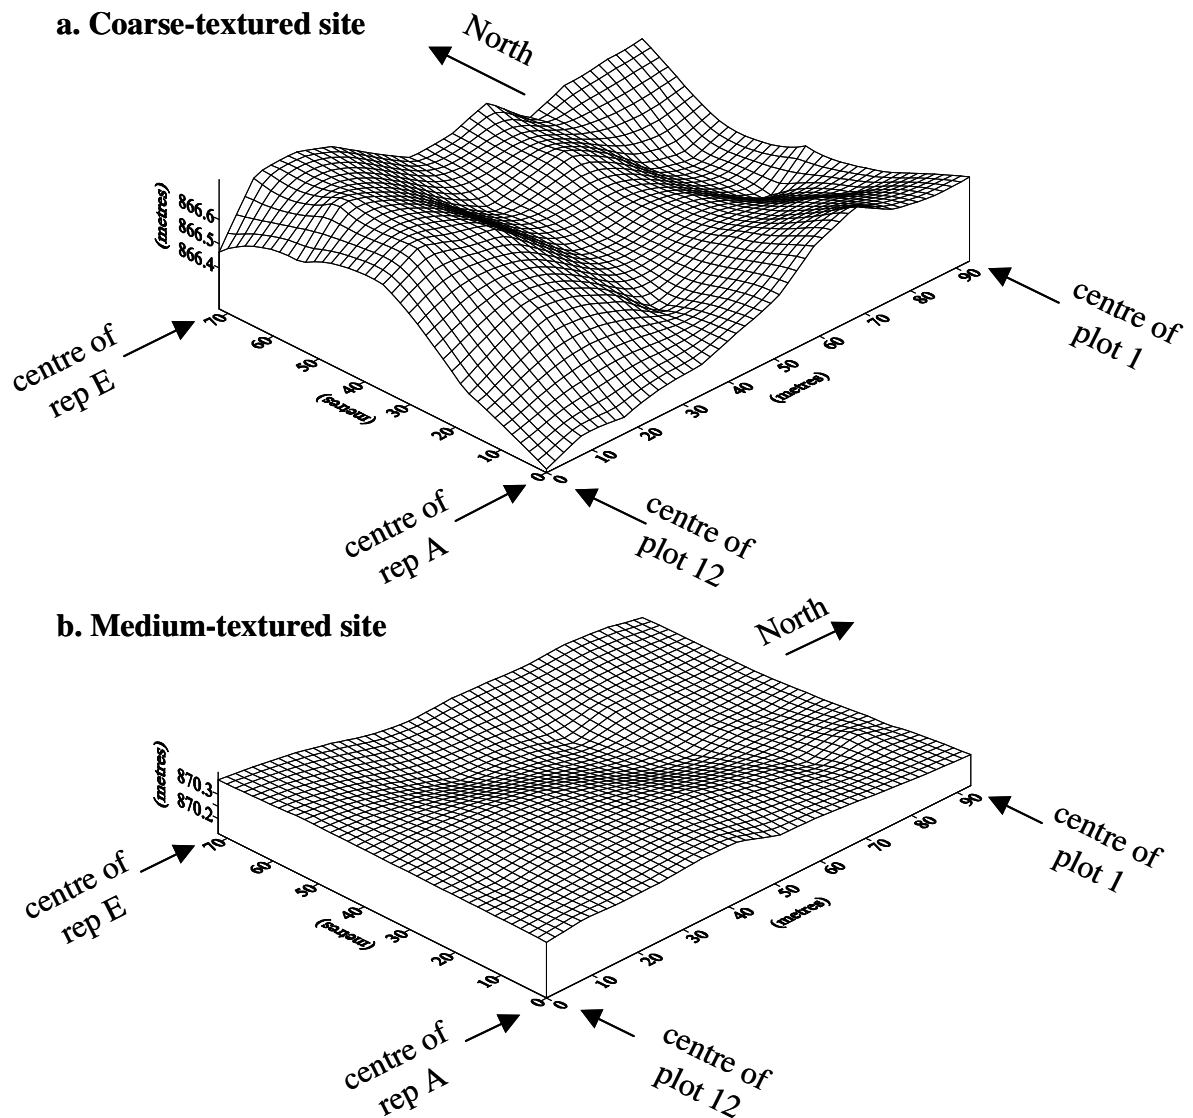 a. Coarse-textured site
North
(metres)
866.6
866.5
866.4
70
60
50
40
30
20
10
0
(metres)
0
10
20
30
40
50
60
70
80
90
(metres)
centre of
rep E
centre of
rep A
centre of
plot 12
centre of
plot 1
b. Medium-textured site
North
(metres)
870.3
870.2
70
60
50
40
30
20
10
0
(metres)
0
10
20
30
40
50
60
70
80
90
(metres)
centre of
rep E
centre of
rep A
centre of
plot 12
centre of
plot 1